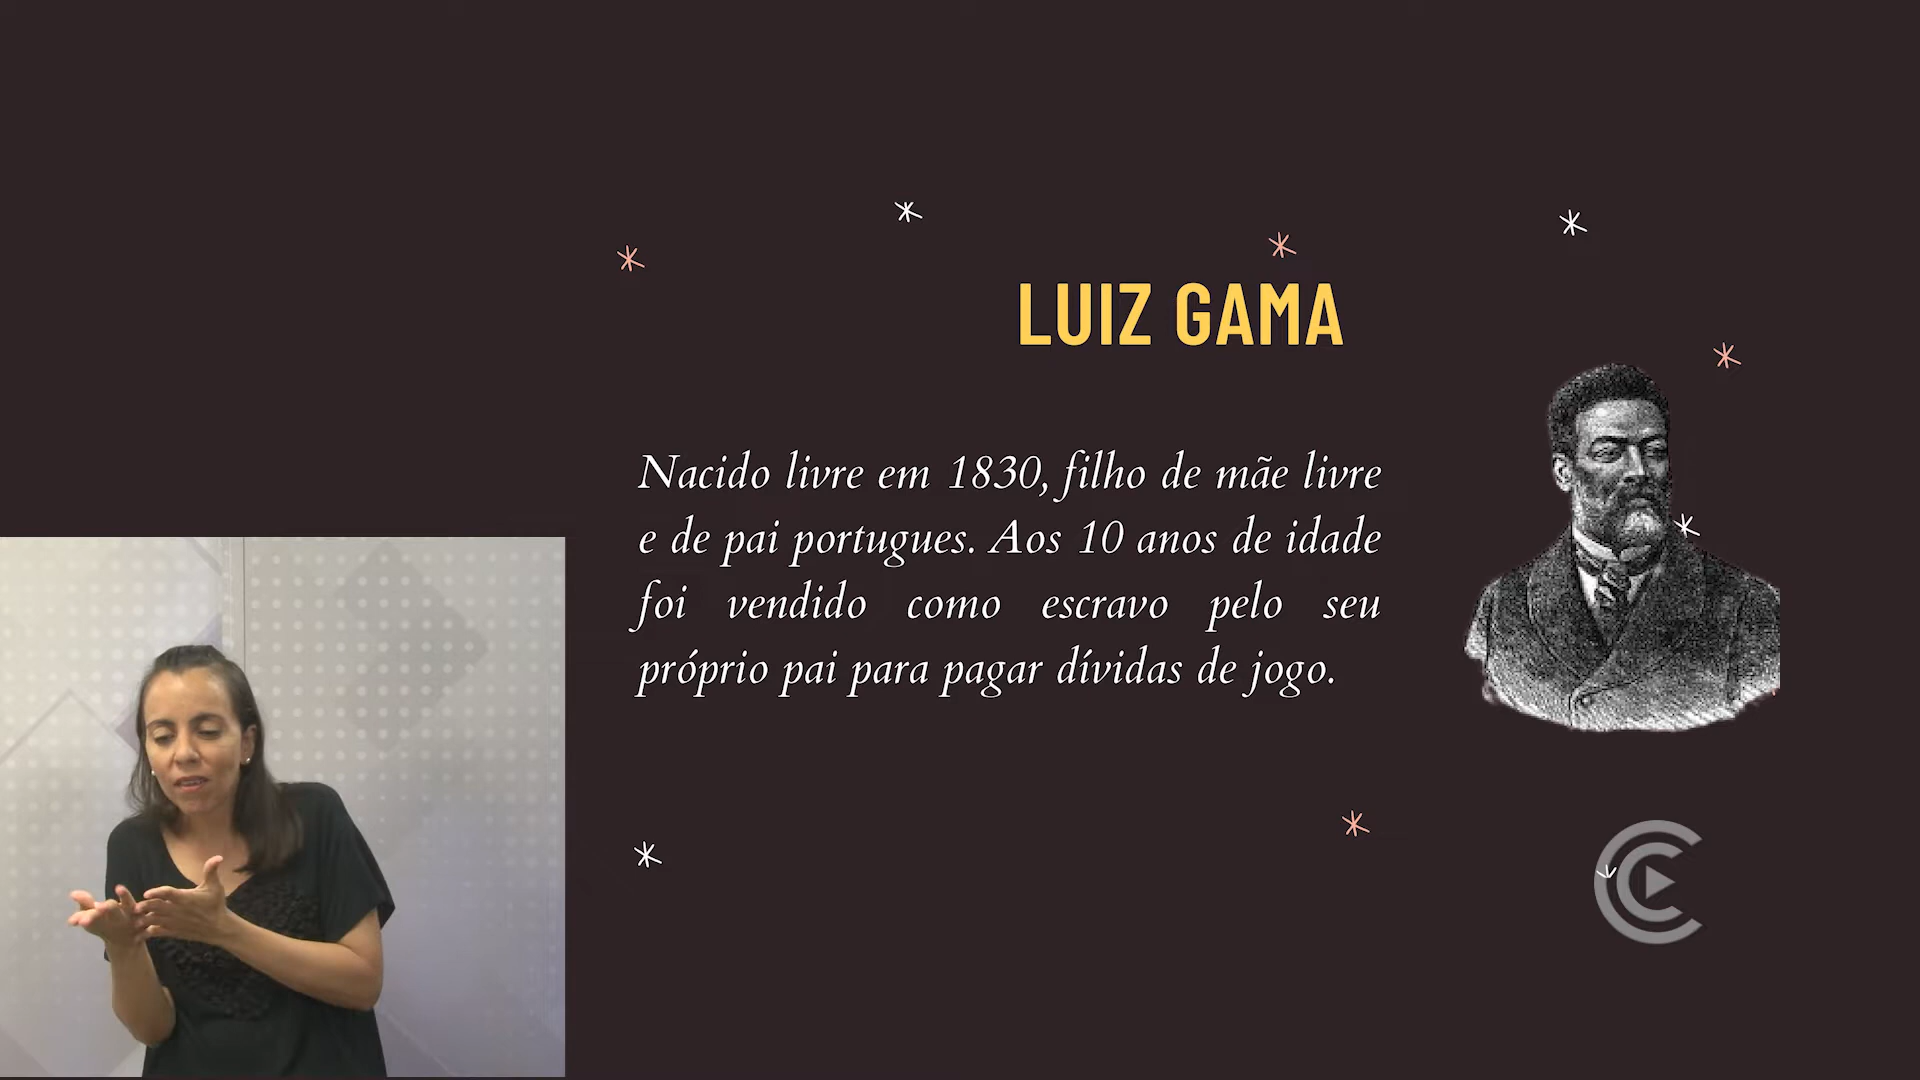 LUIZ GAMA
Nacido livre em 1830, filho de mãe livre
e de pai portugues. Aos 10 anos de idade
foi vendido como escravo pelo seu
próprio pai para pagar dívidas de jogo.